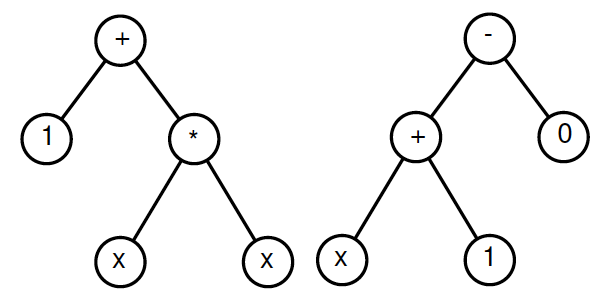 + -
1 * + 0
x x x 1